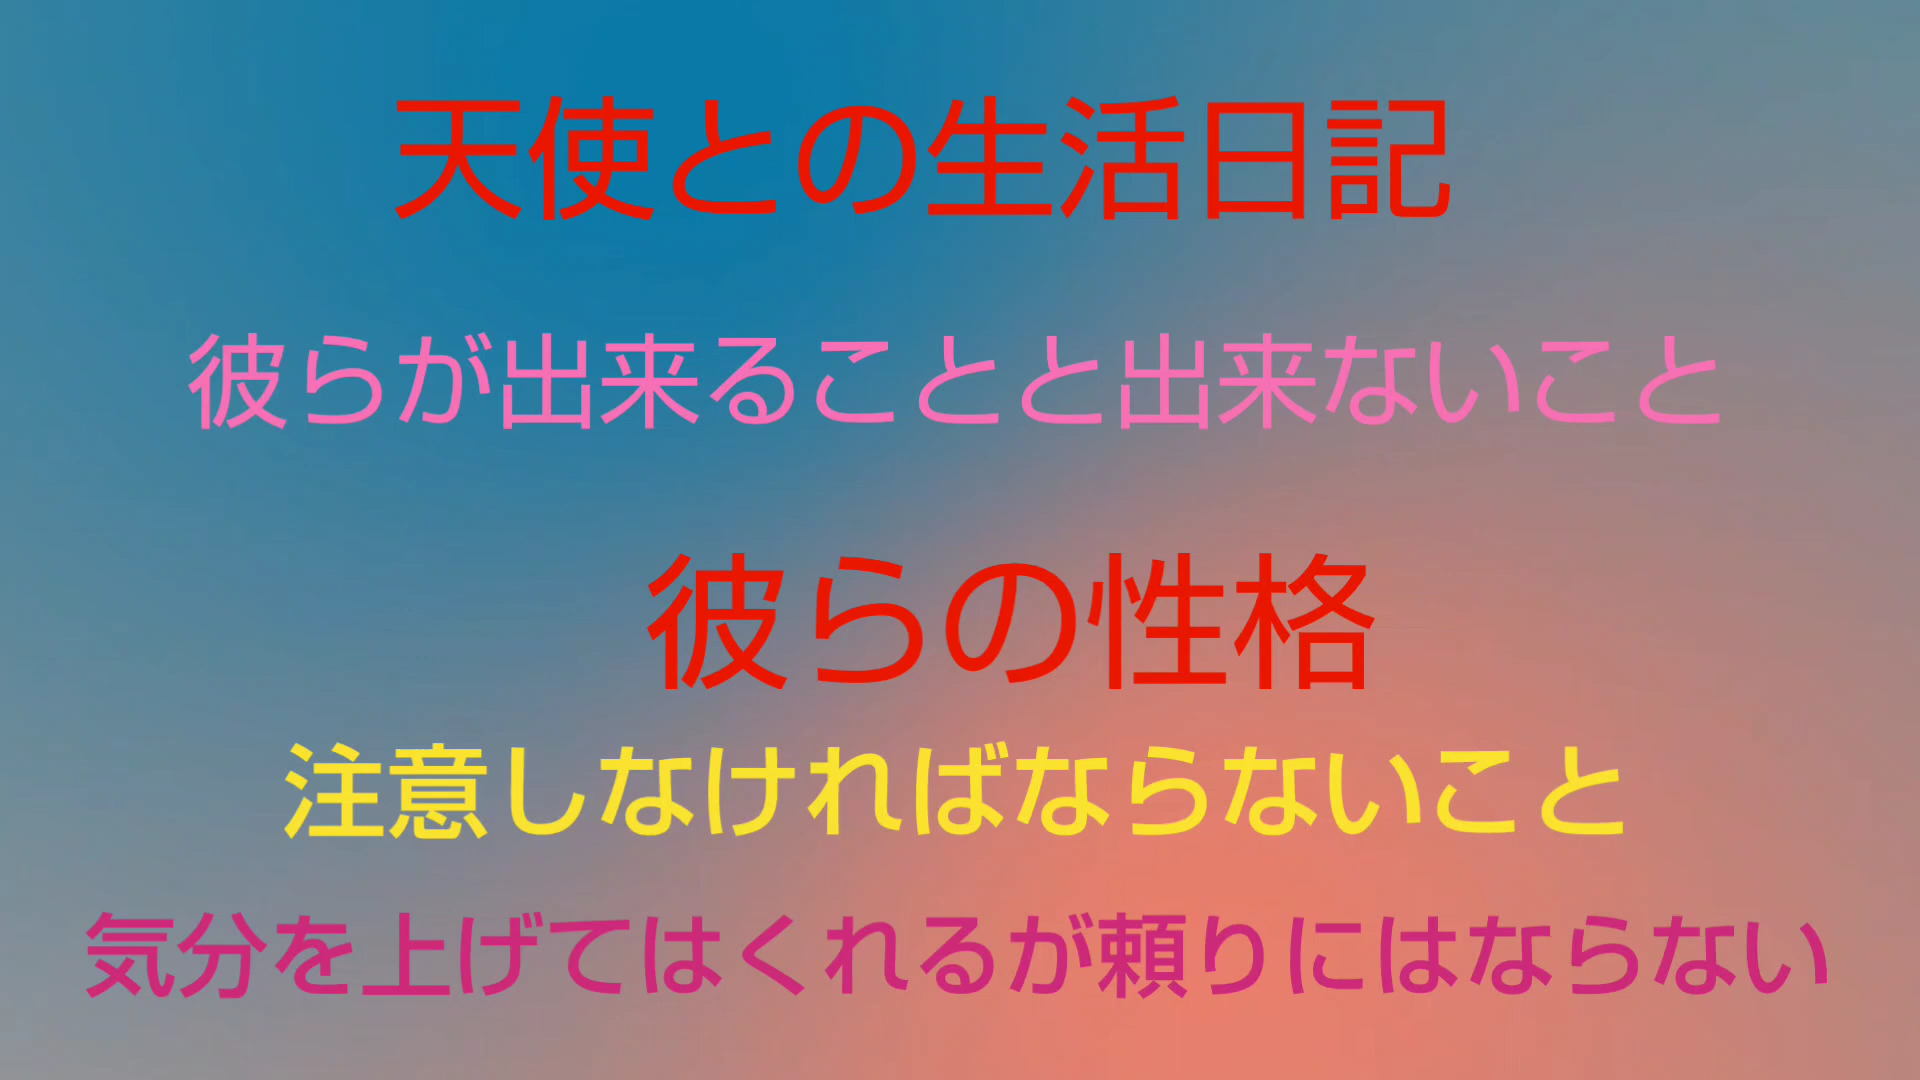 天使との生活日記
彼らが出来ることと出来ないこと
彼らの性格
注意しなければならないこと
気分を上げてはくれるが頼りにはならない